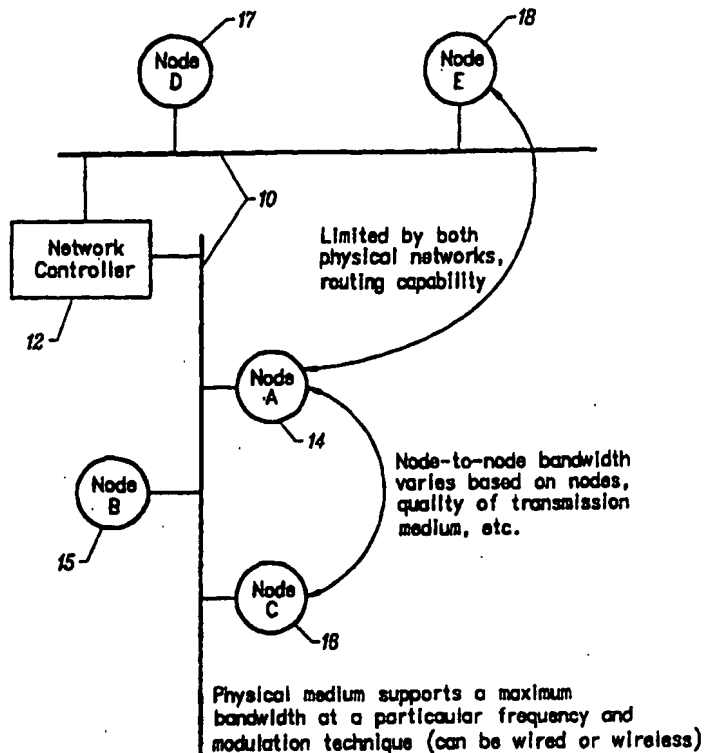 17
18
Node
D
Node
E
10
Network
Controller
12
Limited by both
physical networks,
routing capability
Node
A
14
Node-to-node bandwidth
varies based on nodes,
quality of transmission
medium, etc.
Node
B
15
Node
C
16
Physical medium supports a maximum
bandwidth at a particaular frequency and
modulation technique (can be wired or wireless)